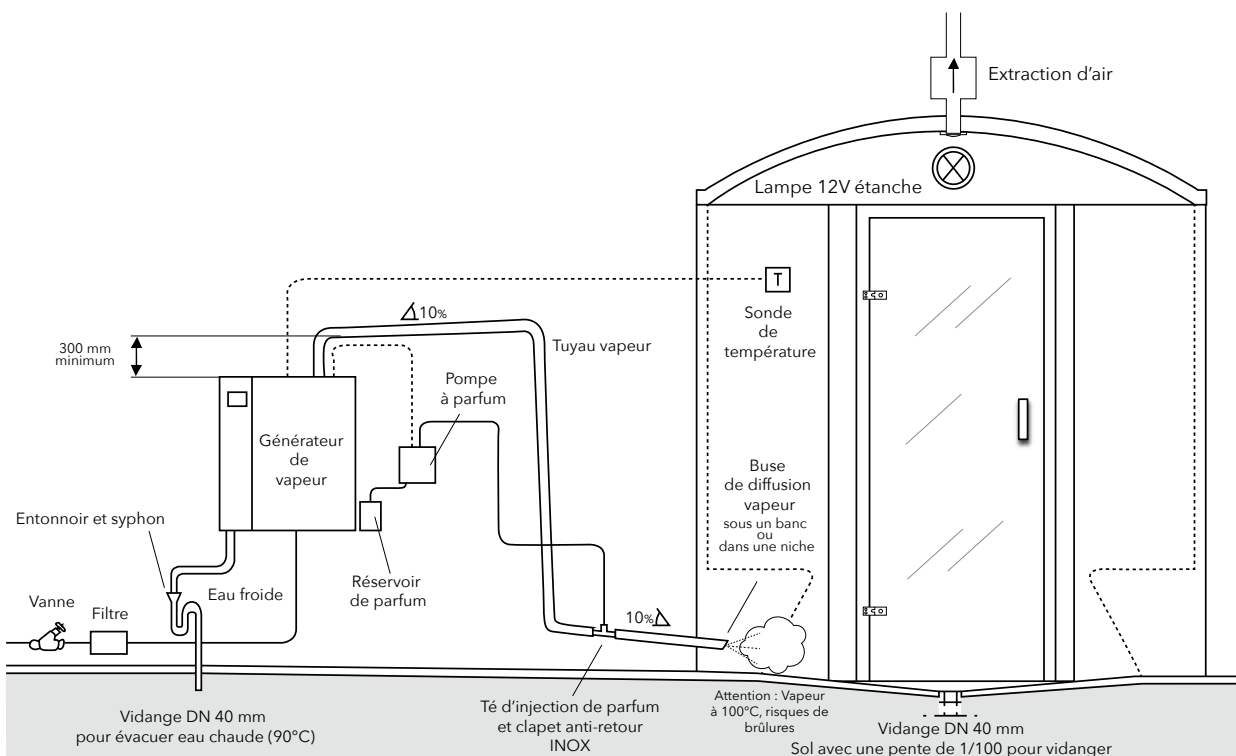 Extraction d'air
Lampe 12V étanche
T
Sonde
de
température
10%
Tuyau vapeur
300 mm
minimum
Pompe
à parfum
Générateur
de
vapeur
Buse
de diffusion
vapeur
sous un banc
ou
dans une niche
Entonnoir et syphon
Réservoir
de parfum
Eau froide
Vanne
Filtre
10%
Attention : Vapeur
à 100°C, risques de
brûlures
Té d'injection de parfum
et clapet anti-retour
INOX
Vidange DN 40 mm
pour évacuer eau chaude (90°C)
Vidange DN 40 mm
Sol avec une pente de 1/100 pour vidanger